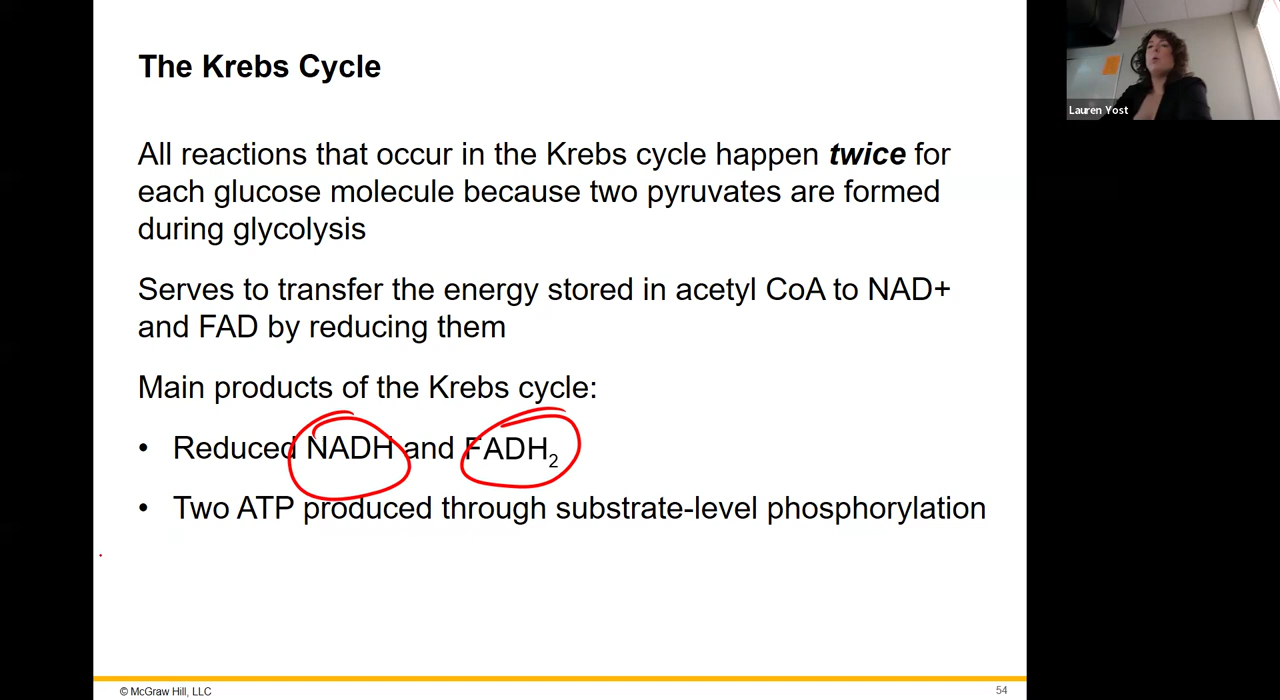 The Krebs Cycle
All reactions that occur in the Krebs cycle happen twice for
each glucose molecule because two pyruvates are formed
during glycolysis
Serves to transfer the energy stored in acetyl CoA to NAD+
and FAD by reducing them
Main products of the Krebs cycle:
• Reduced NADH and FADH₂
• Two ATP produced through substrate-level phosphorylation
© McGraw Hill, LLC
54
Lauren Yost